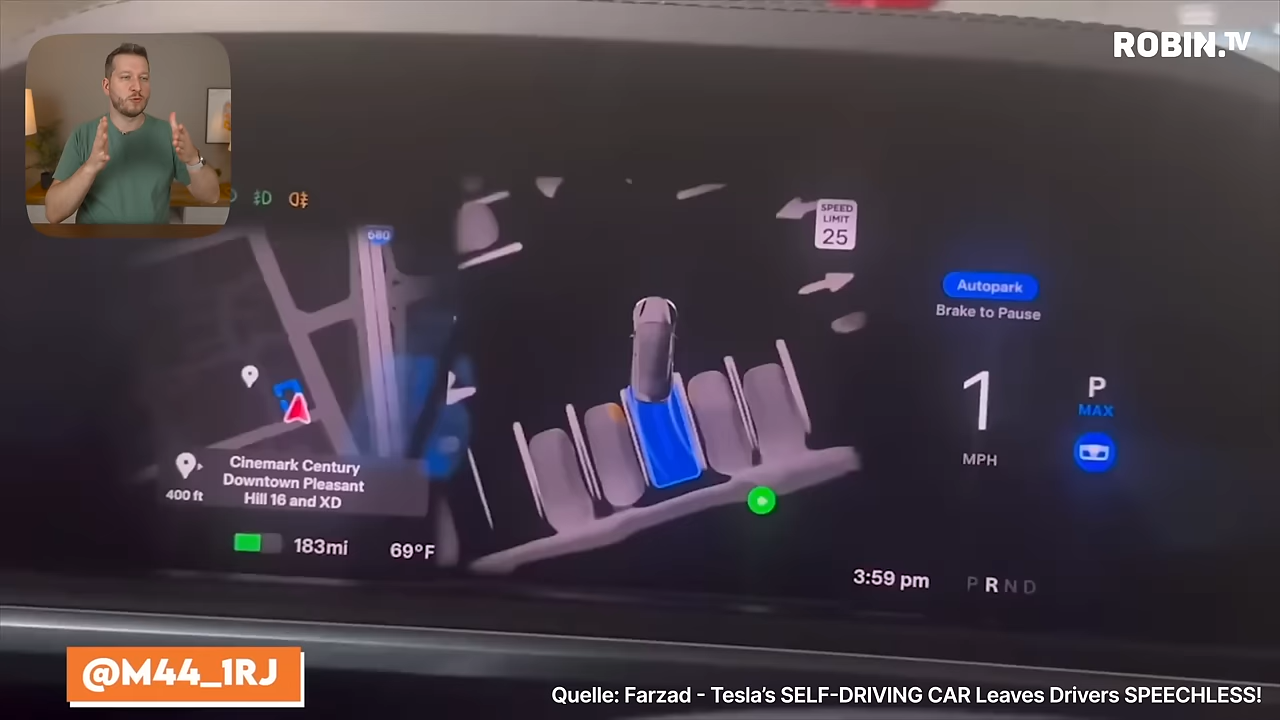 ROBIN.TV
680
SPEED
LIMIT
25
Autopark
Brake to Pause
1
MPH
P
MAX
Cinemark Century
Downtown Pleasant
Hill 16 and XD
400 ft
183mi
69°F
3:59 pm
P R N D
@M44_1RJ
Quelle: Farzad - Tesla's SELF-DRIVING CAR Leaves Drivers SPEECHLESS!